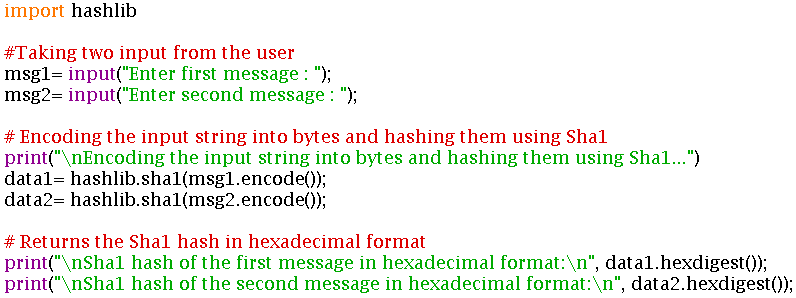 import hashlib
#Taking two input from the user
msg1= input("Enter first message : ");
msg2= input("Enter second message : ");
# Encoding the input string into bytes and hashing them using Sha1
print("\nEncoding the input string into bytes and hashing them using Sha1...")
data1= hashlib.sha1(msg1.encode());
data2= hashlib.sha1(msg2.encode());
# Returns the Sha1 hash in hexadecimal format
print("\nSha1 hash of the first message in hexadecimal format:\n", data1.hexdigest());
print("\nSha1 hash of the second message in hexadecimal format:\n", data2.hexdigest());